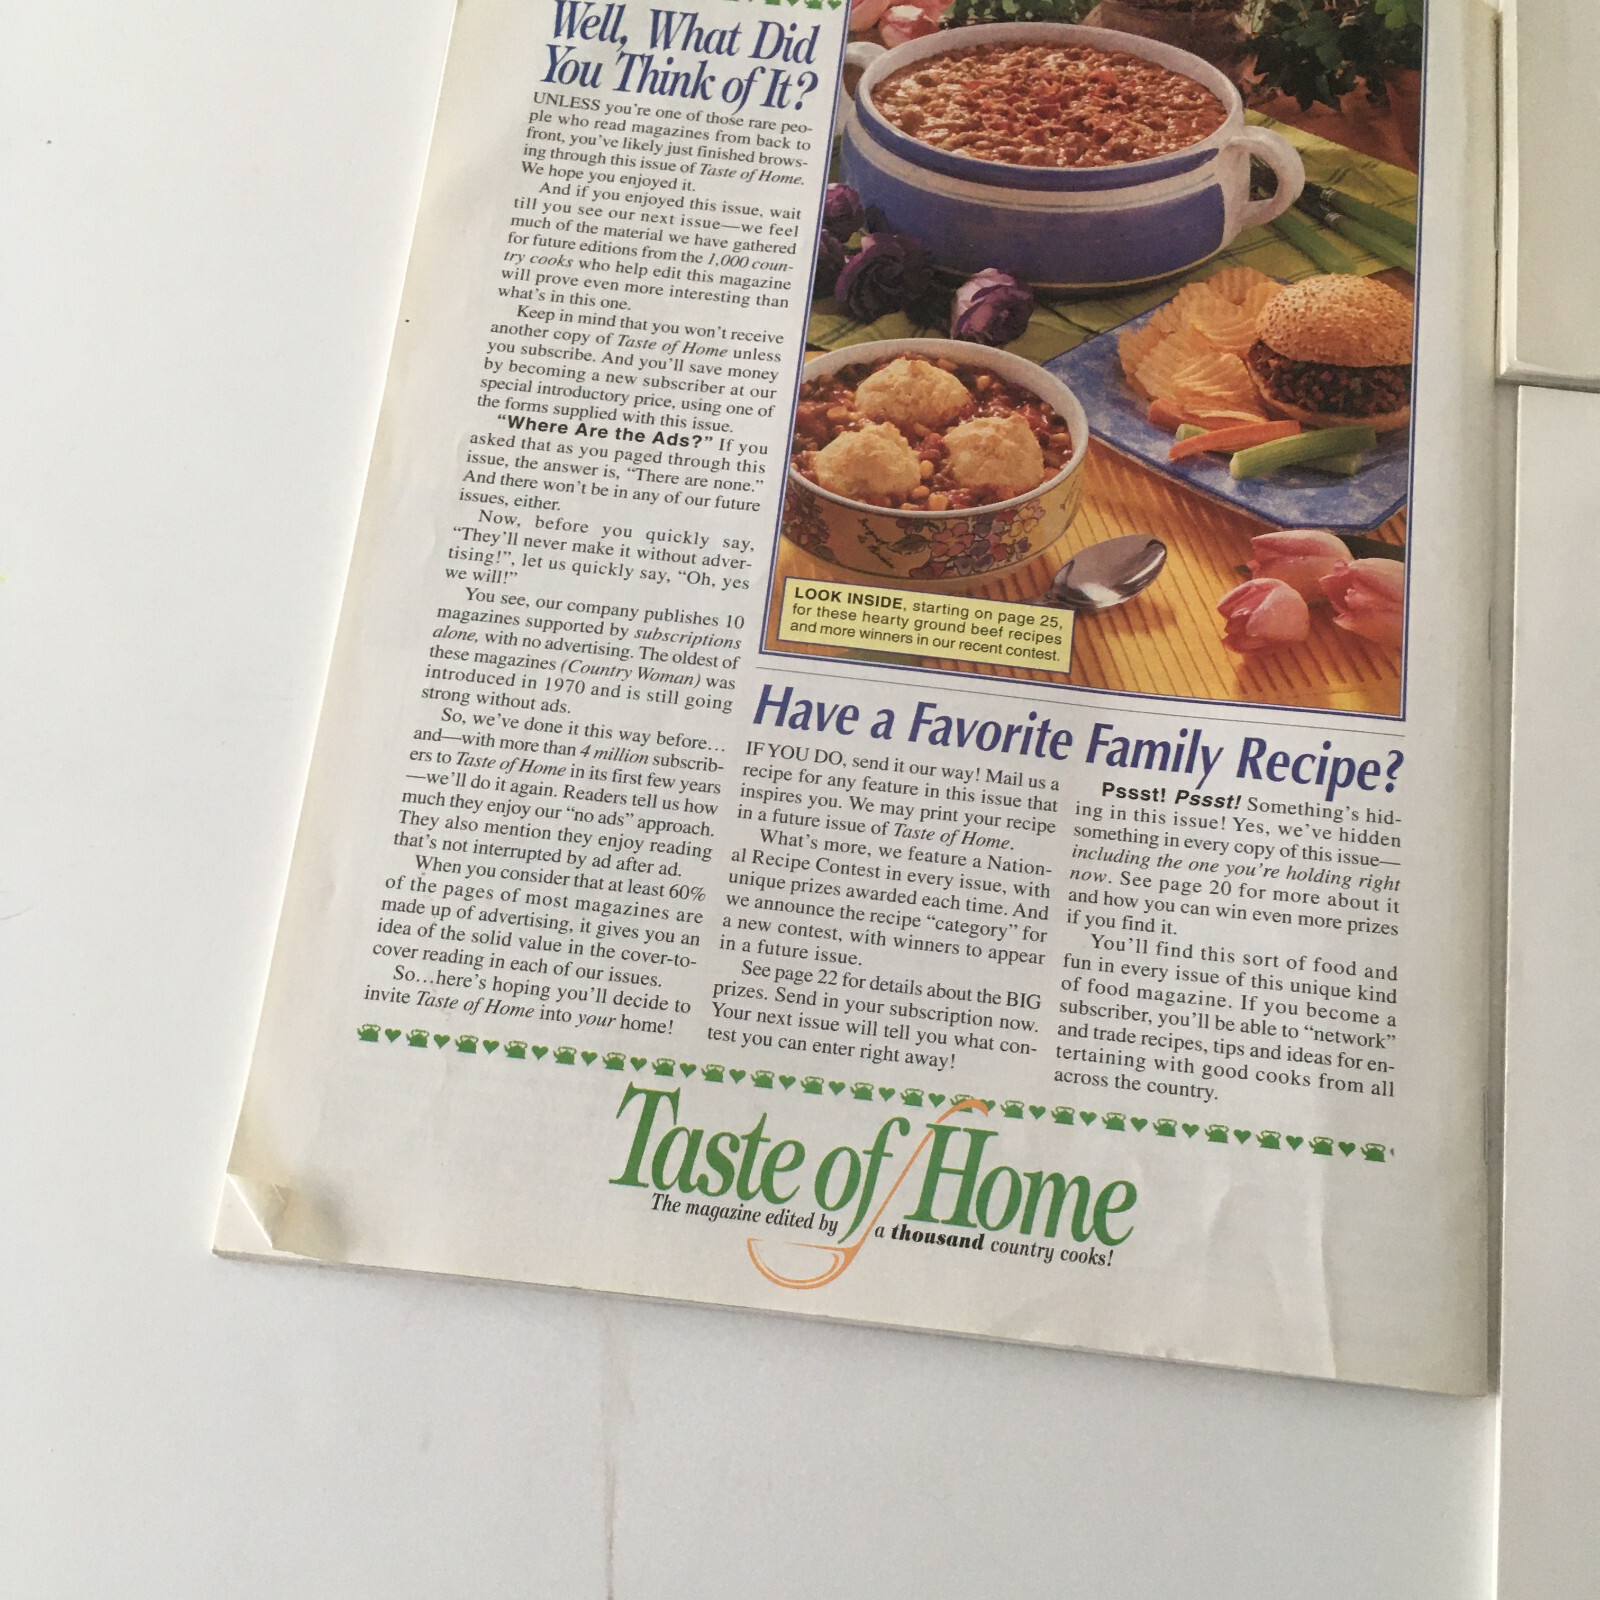 Well, What Did
You Think of It?
UNLESS you're one of those rare peo-
ple who read magazines from back to
front, you've likely just finished brows-
ing through this issue of Taste of Home.
We hope you enjoyed it.
And if you enjoyed this issue, wait
till you see our next issue—we feel
much of the material we have gathered
for future editions from the 1,000 coun-
try cooks who help edit this magazine
will prove even more interesting than
what's in this one.
Keep in mind that you won't receive
another copy of Taste of Home unless
you subscribe. And you'll save money
by becoming a new subscriber at our
special introductory price, using one of
the forms supplied with this issue.
"Where Are the Ads?" If you
asked that as you paged through this
issue, the answer is, "There are none."
And there won't be in any of our future
issues, either.
Now, before you quickly say,
"They'll never make it without adver-
tising!", let us quickly say, "Oh, yes
we will!"
You see, our company publishes 10
magazines supported by subscriptions
alone, with no advertising. The oldest of
these magazines (Country Woman) was
introduced in 1970 and is still going
strong without ads.
So, we've done it this way before…
and—with more than 4 million subscrib-
ers to Taste of Home in its first few years
—we'll do it again. Readers tell us how
much they enjoy our "no ads" approach.
They also mention they enjoy reading
that's not interrupted by ad after ad.
When you consider that at least 60%
of the pages of most magazines are
made up of advertising, it gives you an
idea of the solid value in the cover-to-
cover reading in each of our issues.
So…here's hoping you'll decide to
invite Taste of Home into your home!
LOOK INSIDE, starting on page 25,
for these hearty ground beef recipes
and more winners in our recent contest.
Have a Favorite Family Recipe?
IF YOU DO, send it our way! Mail us a
recipe for any feature in this issue that
inspires you. We may print your recipe
in a future issue of Taste of Home.
What's more, we feature a Nation-
al Recipe Contest in every issue, with
unique prizes awarded each time. And
we announce the recipe "category" for
a new contest, with winners to appear
in a future issue.
See page 22 for details about the BIG
prizes. Send in your subscription now.
Your next issue will tell you what con-
test you can enter right away!
Pssst! Pssst! Something's hid-
ing in this issue! Yes, we've hidden
something in every copy of this issue—
including the one you're holding right
now. See page 20 for more about it
and how you can win even more prizes
if you find it.
You'll find this sort of food and
fun in every issue of this unique kind
of food magazine. If you become a
subscriber, you'll be able to "network"
and trade recipes, tips and ideas for en-
tertaining with good cooks from all
across the country.
Taste of Home
The magazine edited by a thousand country cooks!